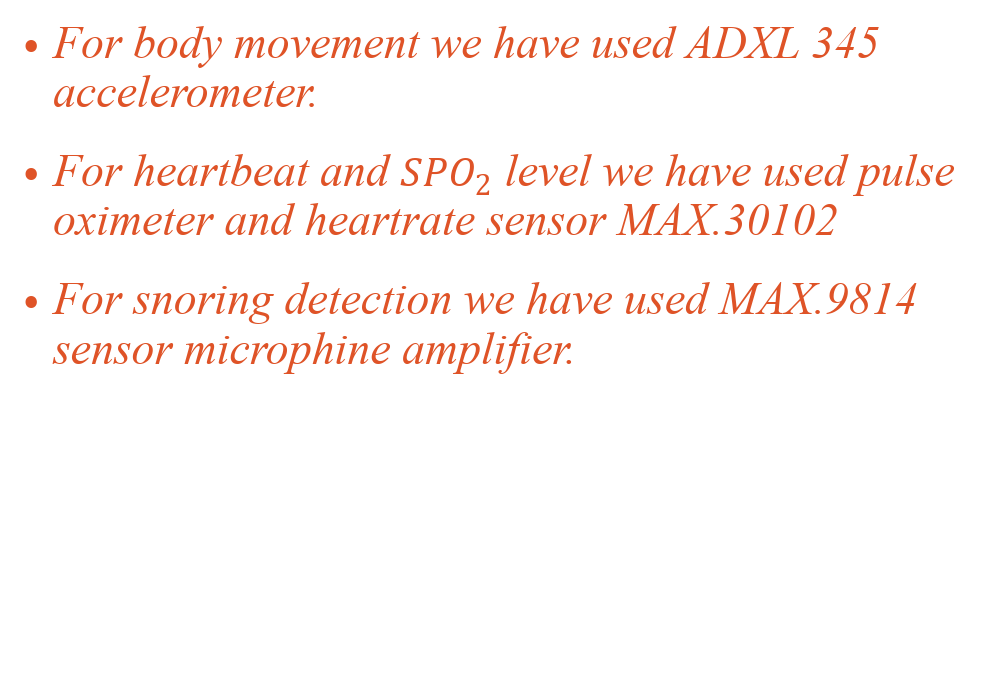 • For body movement we have used ADXL 345
accelerometer.
• For heartbeat and SPO₂ level we have used pulse
oximeter and heartrate sensor MAX.30102
• For snoring detection we have used MAX.9814
sensor microphine amplifier.